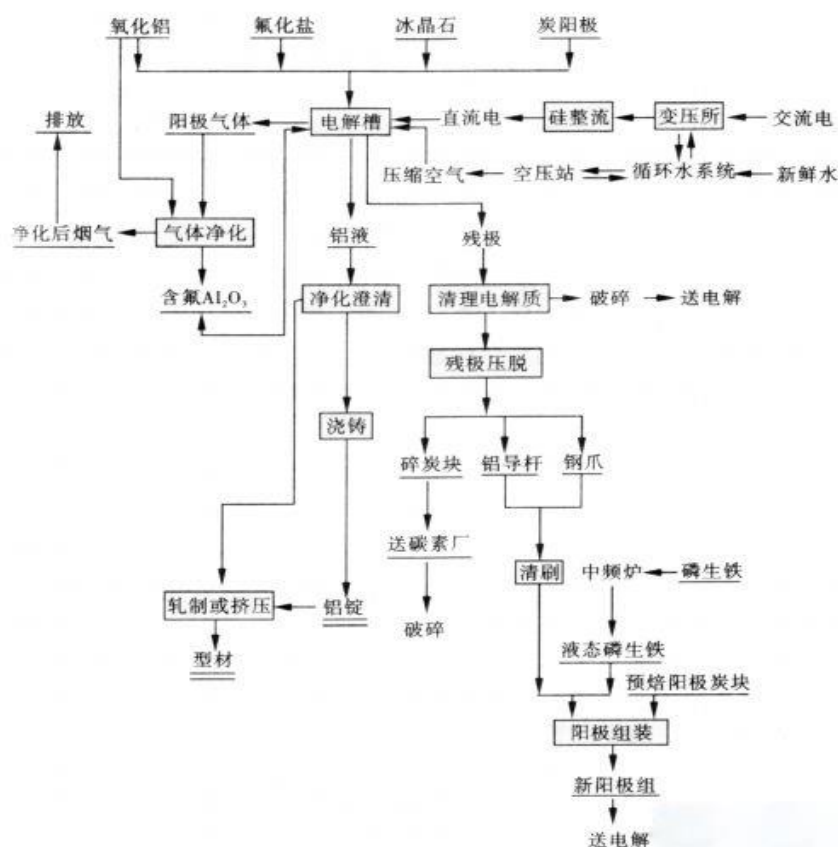 氧化铝 氟化盐 冰晶石 炭阳极
排放 阳极气体 电解槽 直流电 硅整流 变压所 交流电
压缩空气 空压站 循环水系统 新鲜水
净化后烟气 气体净化 铝液 残极
含氟Al₂O₃ 净化澄清 清理电解质 破碎 送电解
残极压脱
浇铸
碎炭块 铝导杆 钢爪
送碳素厂
清刷 中频炉 磷生铁
轧制或挤压 铝锭 破碎
型材 液态磷生铁
预焙阳极炭块
阳极组装
新阳极组
送电解